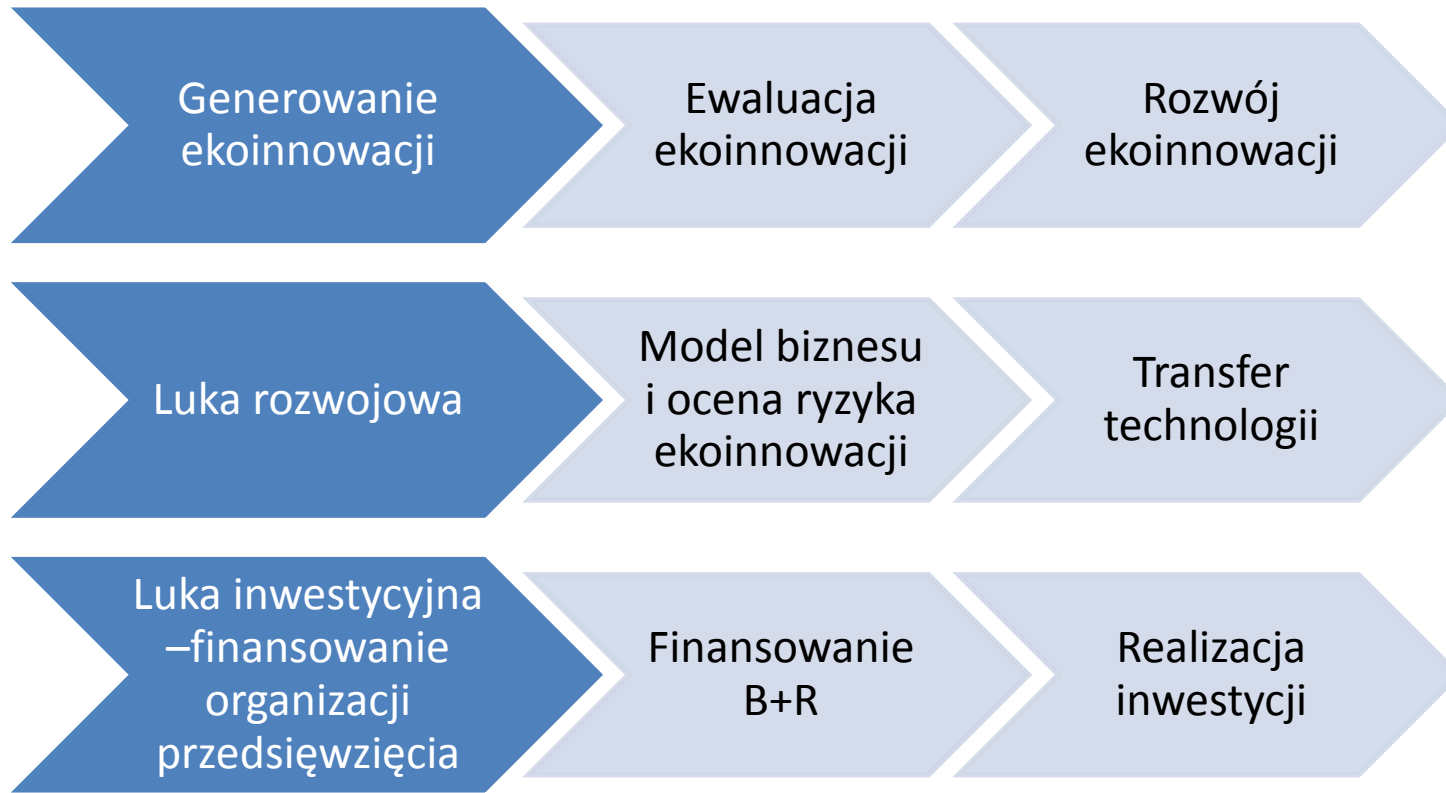 Generowanie
ekoinnowacji
Ewaluacja
ekoinnowacji
Rozwój
ekoinnowacji
Luka rozwojowa
Model biznesu
i ocena ryzyka
ekoinnowacji
Transfer
technologii
Luka inwestycyjna
–finansowanie
organizacji
przedsięwzięcia
Finansowanie
B+R
Realizacja
inwestycji